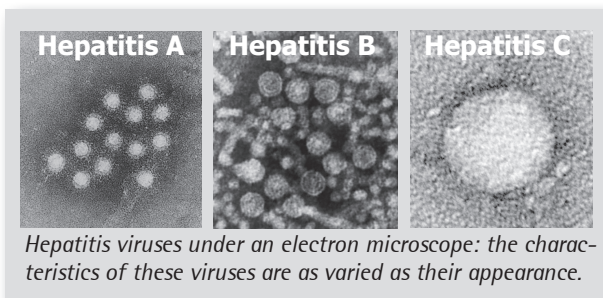 Hepatitis A Hepatitis B Hepatitis C
Hepatitis viruses under an electron microscope: the charac-
teristics of these viruses are as varied as their appearance.